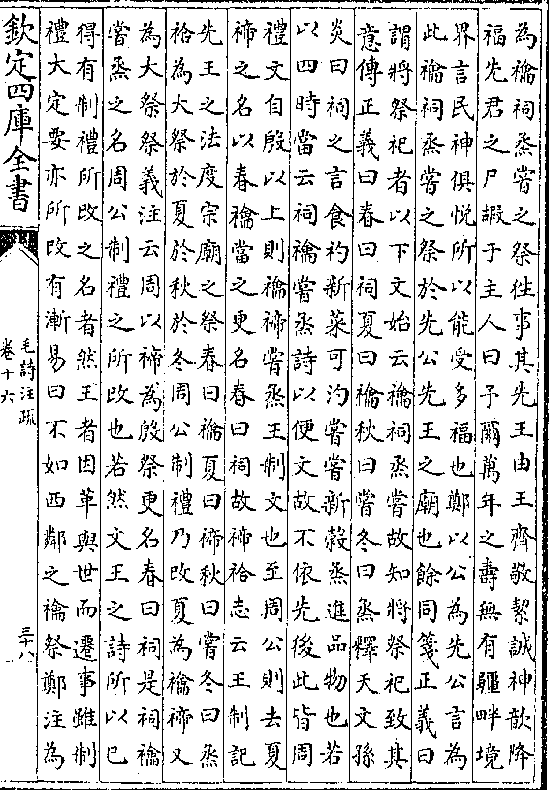 為禴祠烝嘗之祭往事其先王由王齊敬絜誠神歆降
福先君之尸嘏予主人曰予爾萬年之壽無有疆畔境
界言民神俱悅所以能受多福也鄭以公為先公言為
此禴祠烝嘗之祭於先公先王之廟也餘同箋正義曰
謂將祭祀者以下文始云禴祠烝嘗故知將祭祀致其
意傳正義曰春曰祠夏曰禴秋曰嘗冬曰烝釋天文孫
炎曰祠之言食礿新菜可汋嘗嘗新穀烝進品物也若
以四時當云祠禴嘗烝詩以便文故不依先後此皆周
禮文自殷以上則禴禘嘗烝王制文也至周公則去夏
禘之名以春禴當之更名春曰祠故禘祫志云王制記
先王之法度宗廟之祭春曰禴夏曰禘秋曰嘗冬曰烝
祫為大祭於夏於秋於冬周公制禮乃改夏為禴禘又
為大祭祭義注云周以禘為殷祭更名春曰祠是祠禴
嘗烝之名周公制禮之所改也若然文王之詩所以已
得有制禮所改之名者然王者因革與世而遷事雖制
禮大定要亦所改有漸易曰不如西鄰之禴祭鄭注為
欽定四庫全書
毛詩注疏
卷十六
三十八